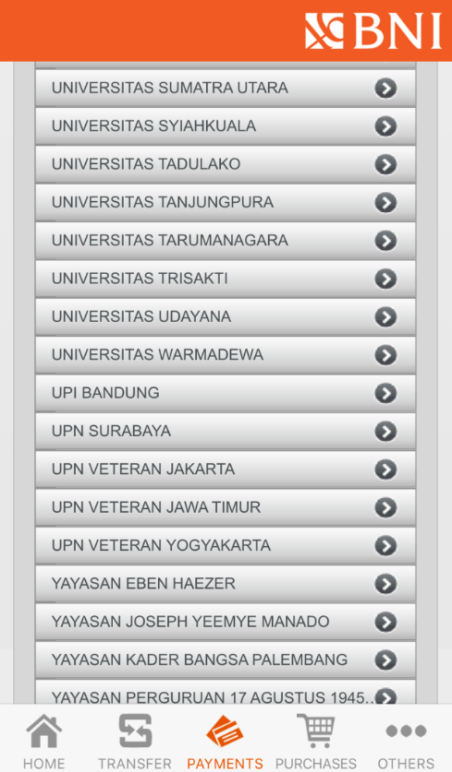 BNI
UNIVERSITAS SUMATRA UTARA
UNIVERSITAS SYIAHKUALA
UNIVERSITAS TADULAKO
UNIVERSITAS TANJUNGPURA
UNIVERSITAS TARUMANAGARA
UNIVERSITAS TRISAKTI
UNIVERSITAS UDAYANA
UNIVERSITAS WARMADEWA
UPI BANDUNG
UPN SURABAYA
UPN VETERAN JAKARTA
UPN VETERAN JAWA TIMUR
UPN VETERAN YOGYAKARTA
YAYASAN EBEN HAEZER
YAYASAN JOSEPH YEEMYE MANADO
YAYASAN KADER BANGSA PALEMBANG
YAYASAN PERGURUAN 17 AGUSTUS 1945..
HOME TRANSFER PAYMENTS PURCHASES OTHERS